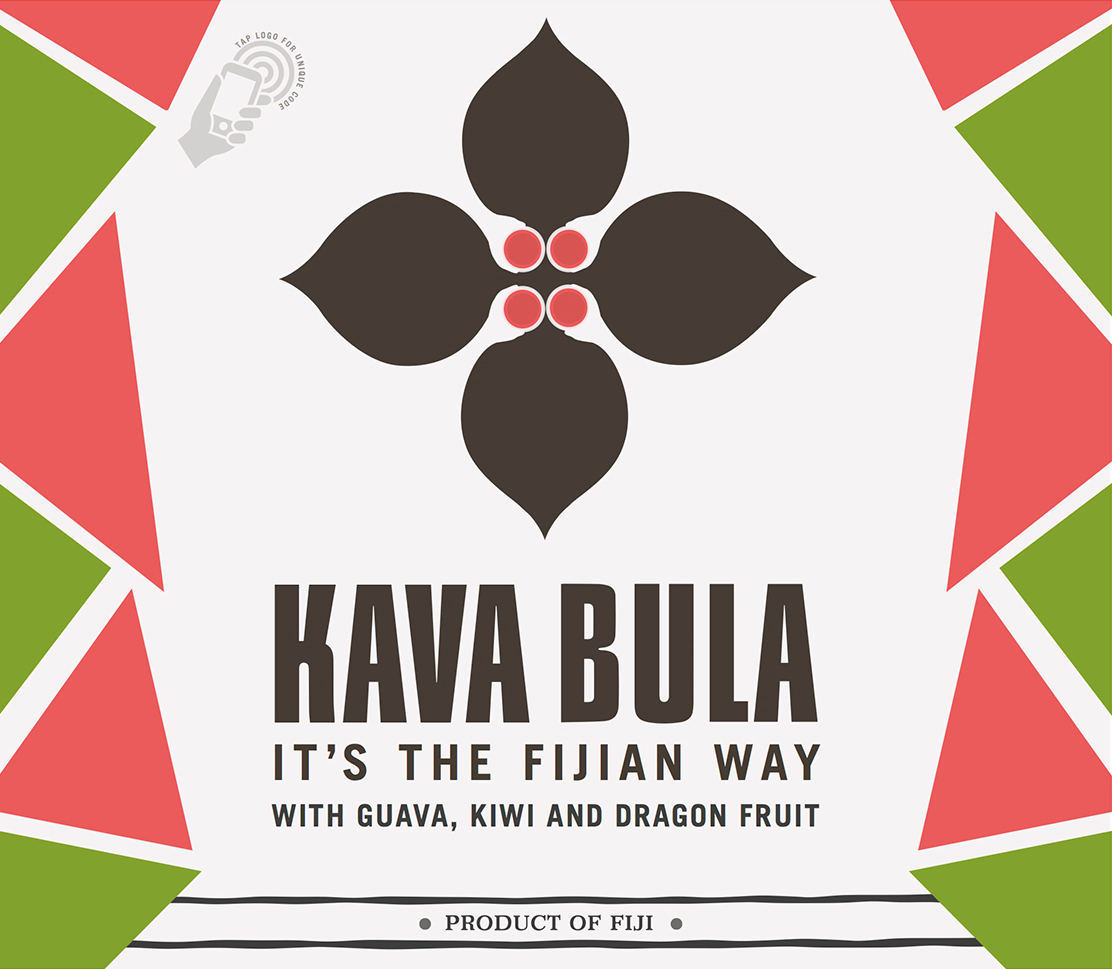 TAP LOGO FOR UNIQUE CODE
KAVA BULA
IT'S THE FIJIAN WAY
WITH GUAVA, KIWI AND DRAGON FRUIT
• PRODUCT OF FIJI •